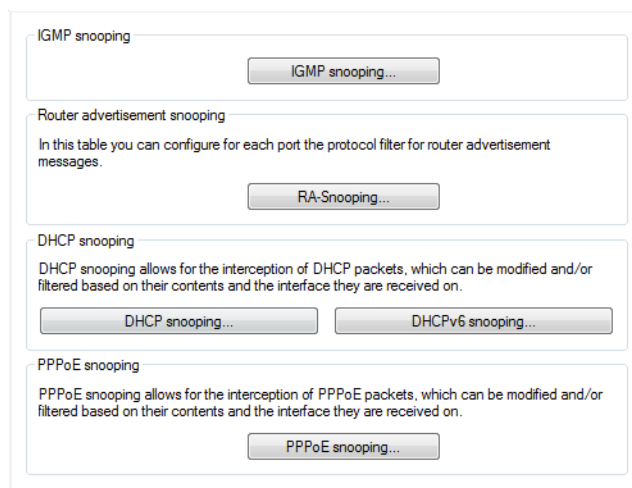 IGMP snooping
IGMP snooping...
Router advertisement snooping
In this table you can configure for each port the protocol filter for router advertisement
messages.
RA-Snooping...
DHCP snooping
DHCP snooping allows for the interception of DHCP packets, which can be modified and/or
filtered based on their contents and the interface they are received on.
DHCP snooping... DHCPv6 snooping...
PPPoE snooping
PPPoE snooping allows for the interception of PPPoE packets, which can be modified and/or
filtered based on their contents and the interface they are received on.
PPPoE snooping...